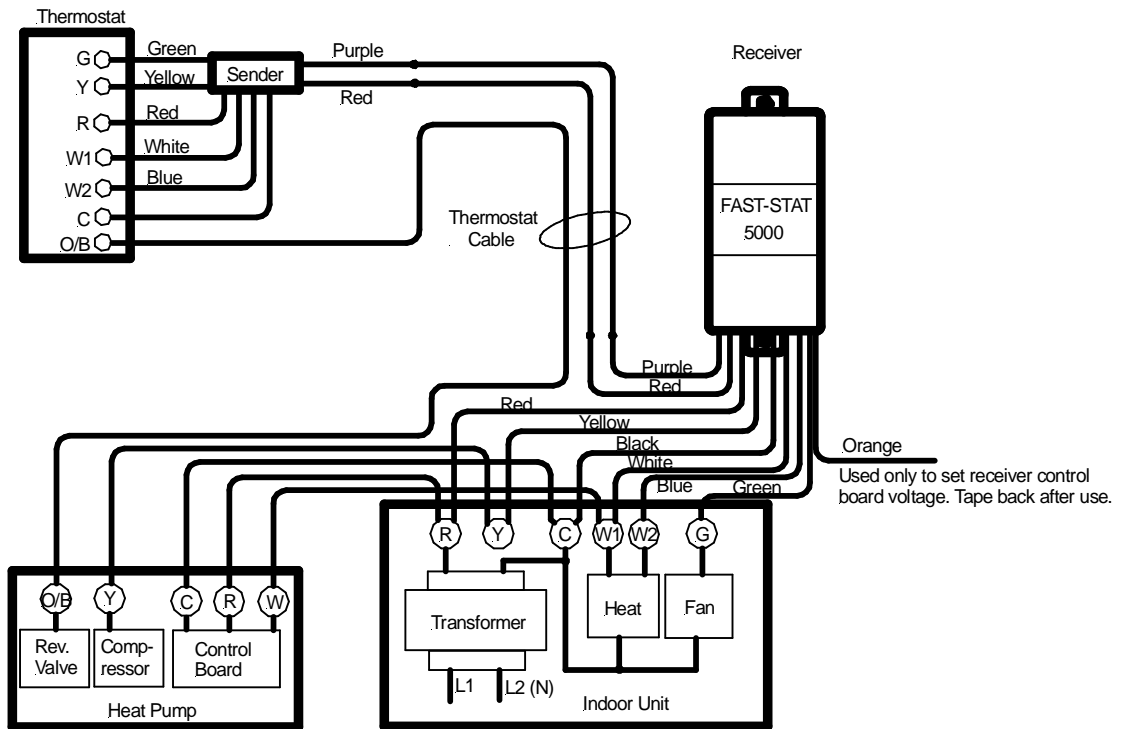 Thermostat
G
Green
Y
Yellow
R
Red
W1
White
W2
Blue
C
O/B
Sender
Purple
Red
Thermostat
Cable
Receiver
FAST-STAT
5000
Purple
Red
Red
Yellow
Black
White
Blue
Green
Orange
Used only to set receiver control
board voltage. Tape back after use.
R
Y
C
W1
W2
G
Transformer
Heat
Fan
L1
L2 (N)
Indoor Unit
O/B
Y
C
R
W
Rev.
Valve
Comp-
ressor
Control
Board
Heat Pump